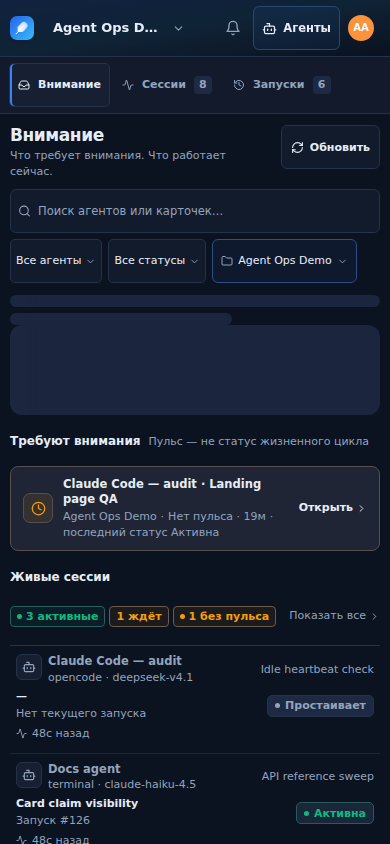 Agent Ops D…
Агенты
AA
Внимание
Сессии 8
Запуски 6
Внимание
Что требует внимания. Что работает
сейчас.
Обновить
Поиск агентов или карточек…
Все агенты
Все статусы
Agent Ops Demo
Требуют внимания Пульс — не статус жизненного цикла
Claude Code — audit · Landing
page QA
Agent Ops Demo · Нет пульса · 19м ·
последний статус Активна
Открыть
Живые сессии
3 активные
1 ждёт
1 без пульса
Показать все
Claude Code — audit
opencode · deepseek-v4.1
Idle heartbeat check
—
Нет текущего запуска
Простаивает
48с назад
Docs agent
terminal · claude-haiku-4.5
API reference sweep
Card claim visibility
Запуск #126
Активна
48с назад